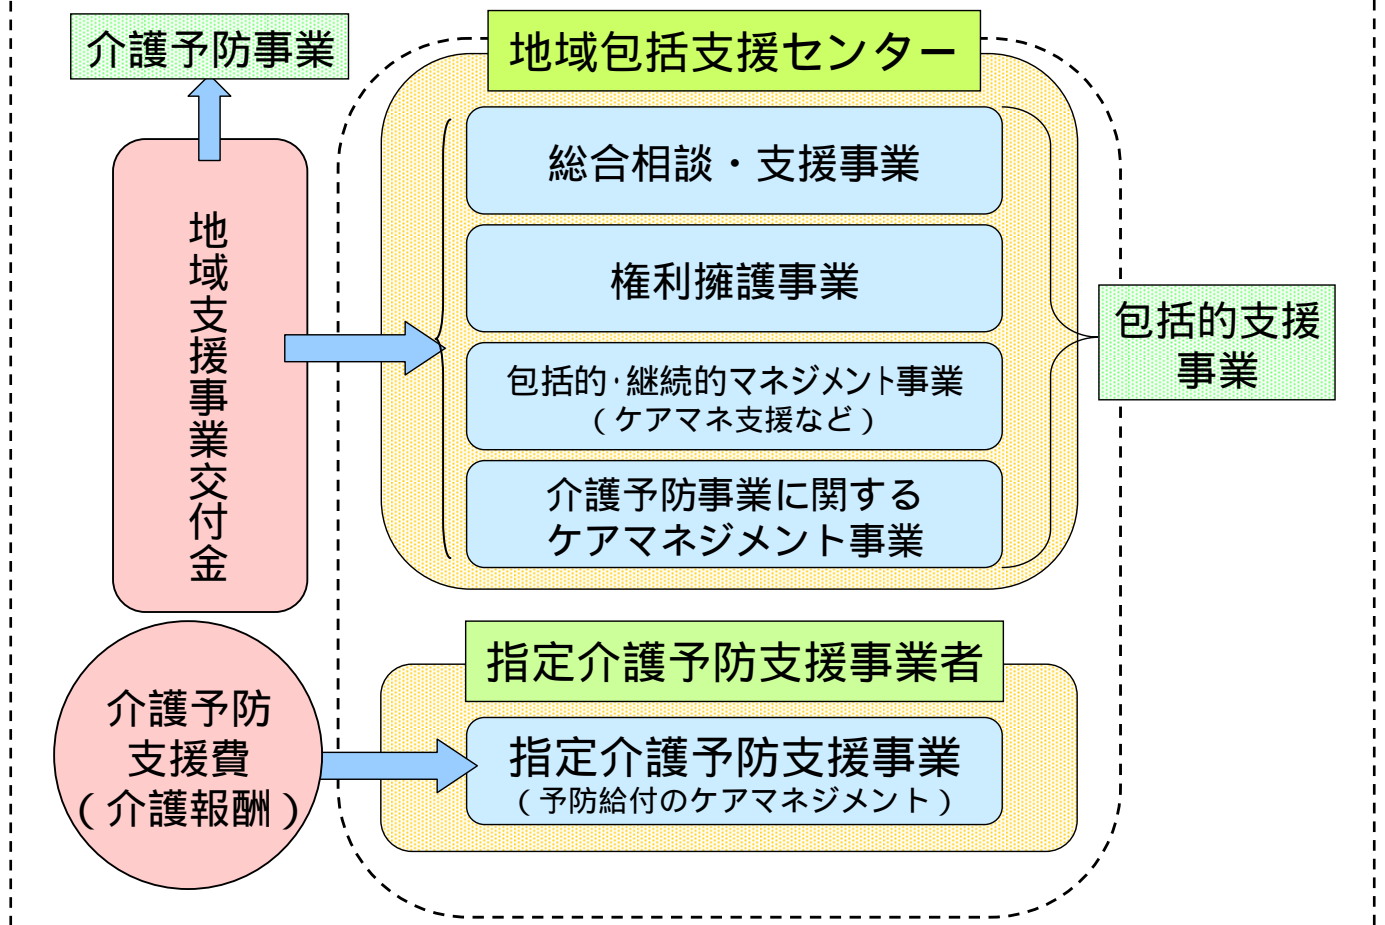 介護予防事業
地域支援事業交付金
介護予防
支援費
（介護報酬）
地域包括支援センター
総合相談・支援事業
権利擁護事業
包括的・継続的マネジメント事業
（ケアマネ支援など）
介護予防事業に関する
ケアマネジメント事業
包括的支援
事業
指定介護予防支援事業者
指定介護予防支援事業
（予防給付のケアマネジメント）